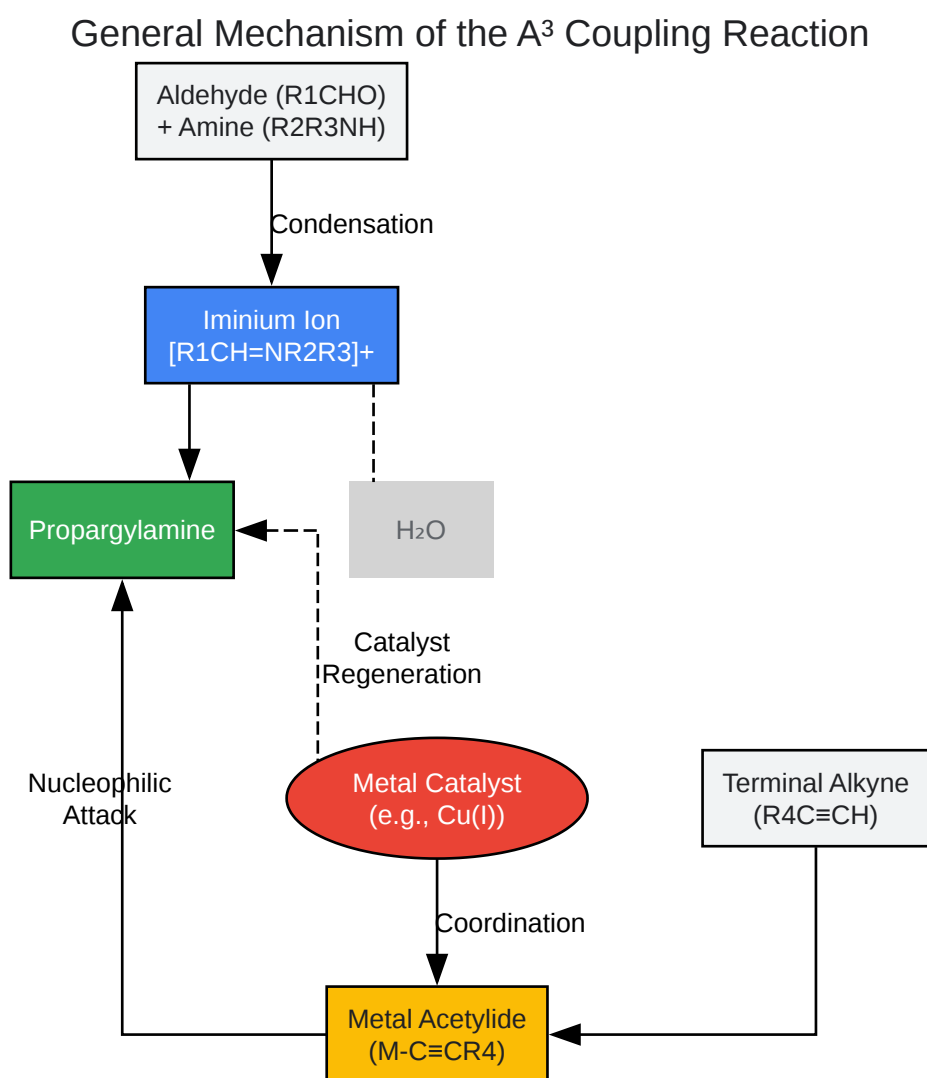 General Mechanism of the A³ Coupling Reaction
Aldehyde (R1CHO)
+ Amine (R2R3NH)
Condensation
Iminium Ion
[R1CH=NR2R3]+
Propargylamine
H₂O
Catalyst
Regeneration
Nucleophilic
Attack
Metal Catalyst
(e.g., Cu(I))
Terminal Alkyne
(R4C≡CH)
Coordination
Metal Acetylide
(M-C≡CR4)